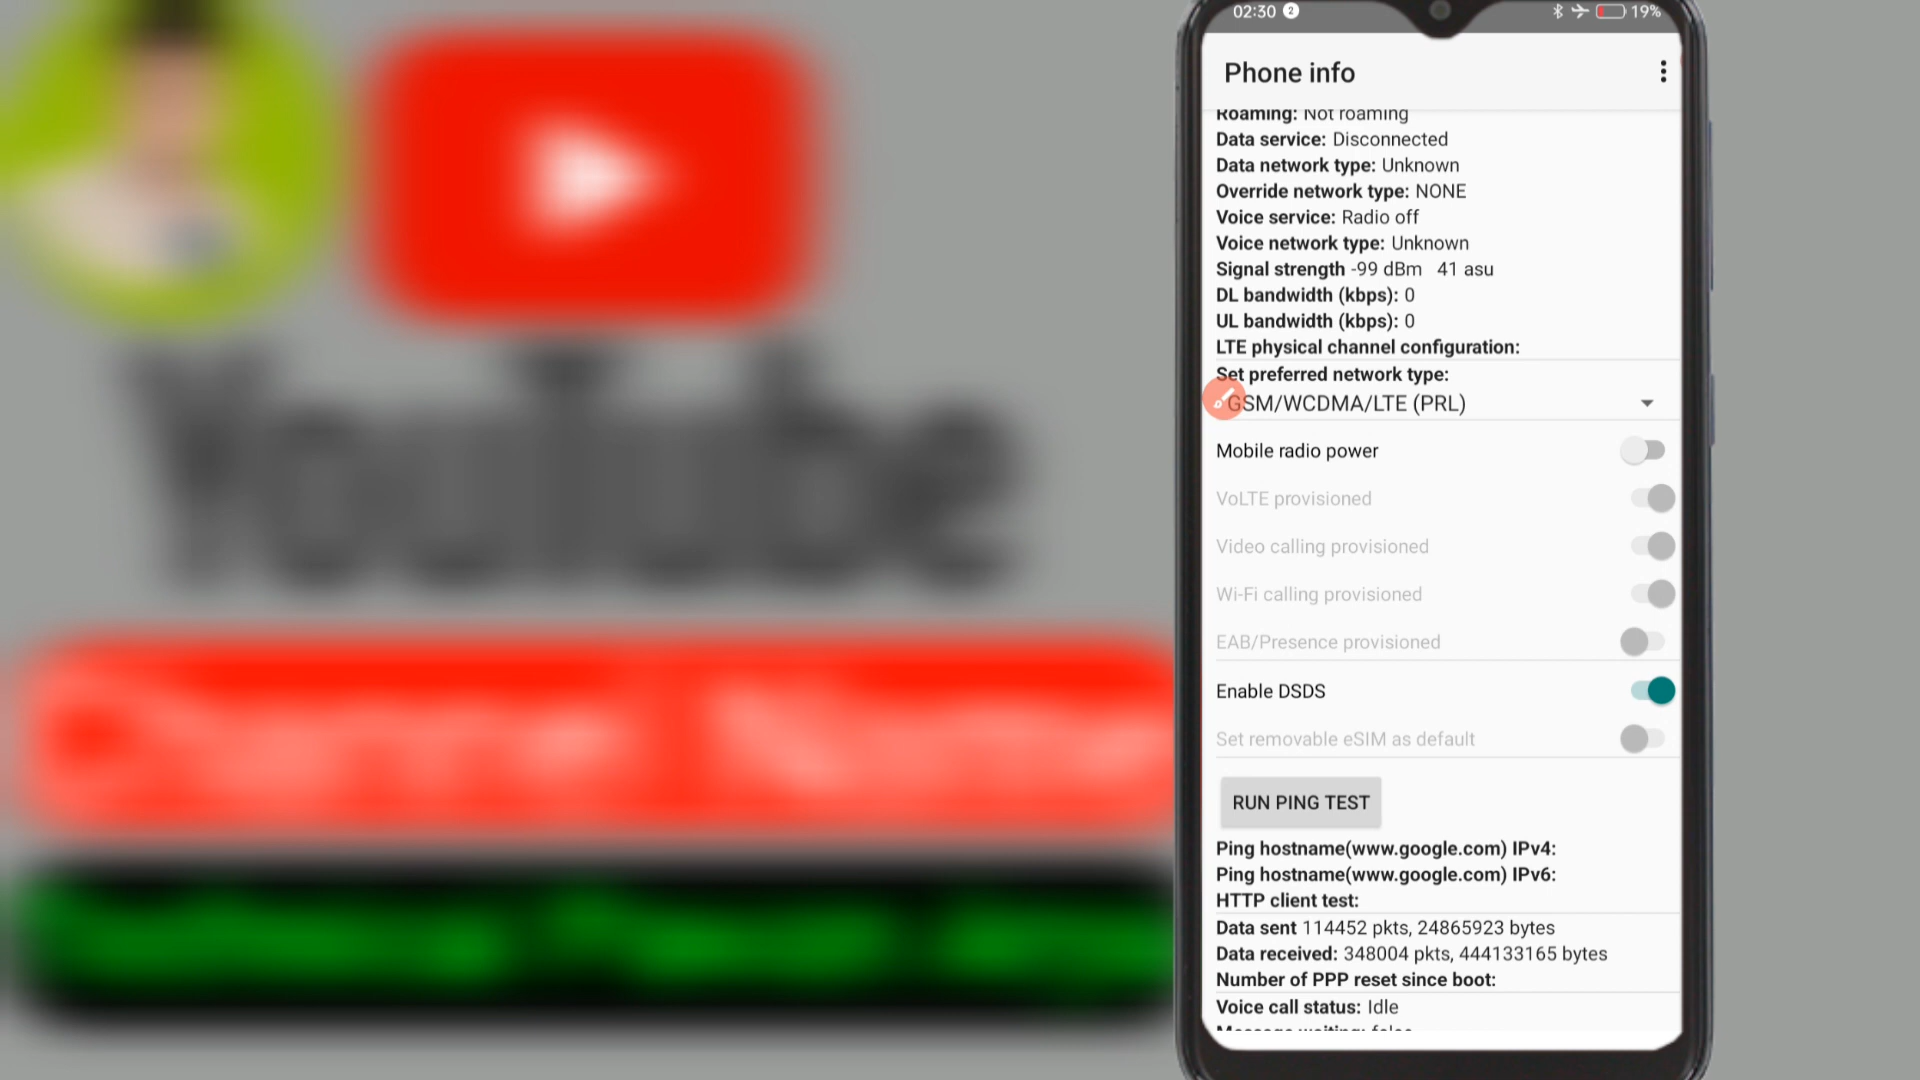 02:30 2 19%
Phone info
Roaming: Not roaming
Data service: Disconnected
Data network type: Unknown
Override network type: NONE
Voice service: Radio off
Voice network type: Unknown
Signal strength -99 dBm 41 asu
DL bandwidth (kbps): 0
UL bandwidth (kbps): 0
LTE physical channel configuration:
Set preferred network type:
GSM/WCDMA/LTE (PRL)
Mobile radio power
VoLTE provisioned
Video calling provisioned
Wi-Fi calling provisioned
EAB/Presence provisioned
Enable DSDS
Set removable eSIM as default
RUN PING TEST
Ping hostname(www.google.com) IPv4:
Ping hostname(www.google.com) IPv6:
HTTP client test:
Data sent 114452 pkts, 24865923 bytes
Data received: 348004 pkts, 444133165 bytes
Number of PPP reset since boot:
Voice call status: Idle
Message waiting: false
YouTube